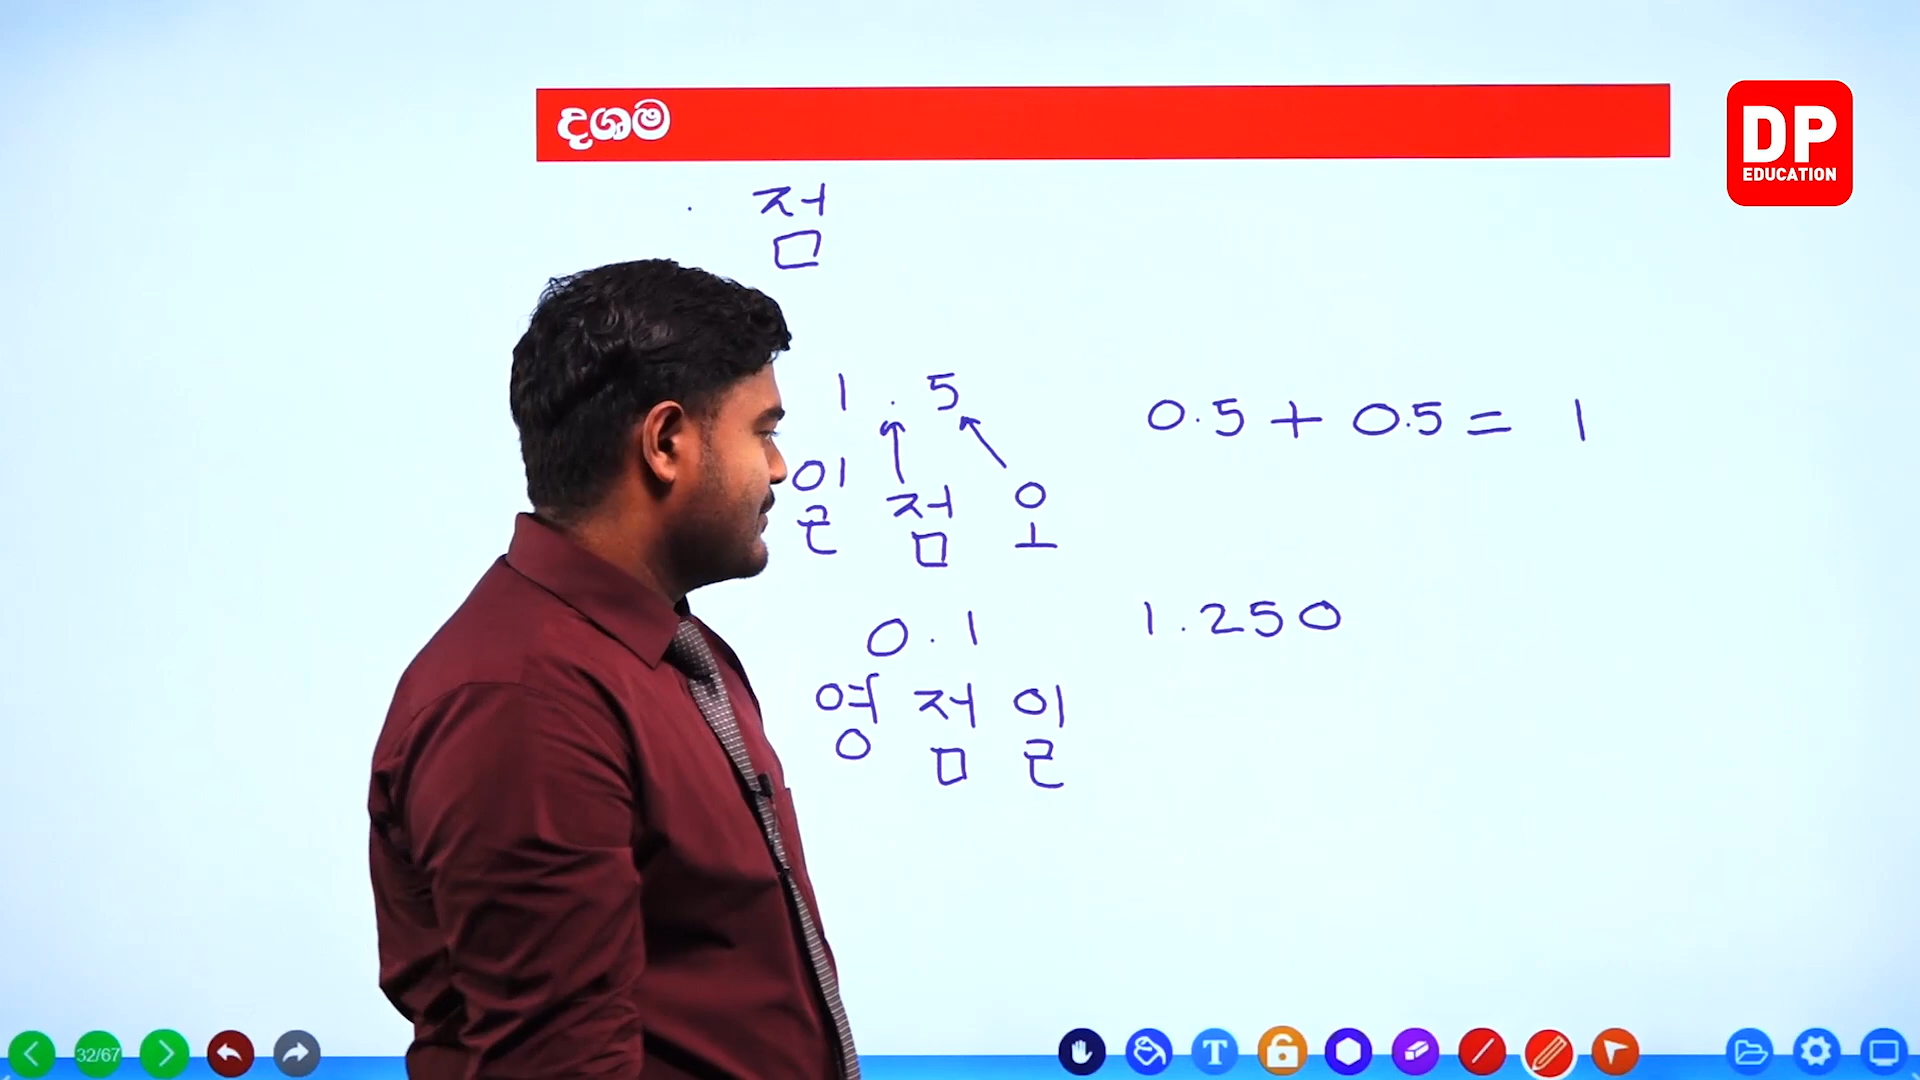 දශම
DP
EDUCATION
. 점
1 . 5
일 점 오
0.5 + 0.5 = 1
0.1
영 점 일
1.250
32/67
T